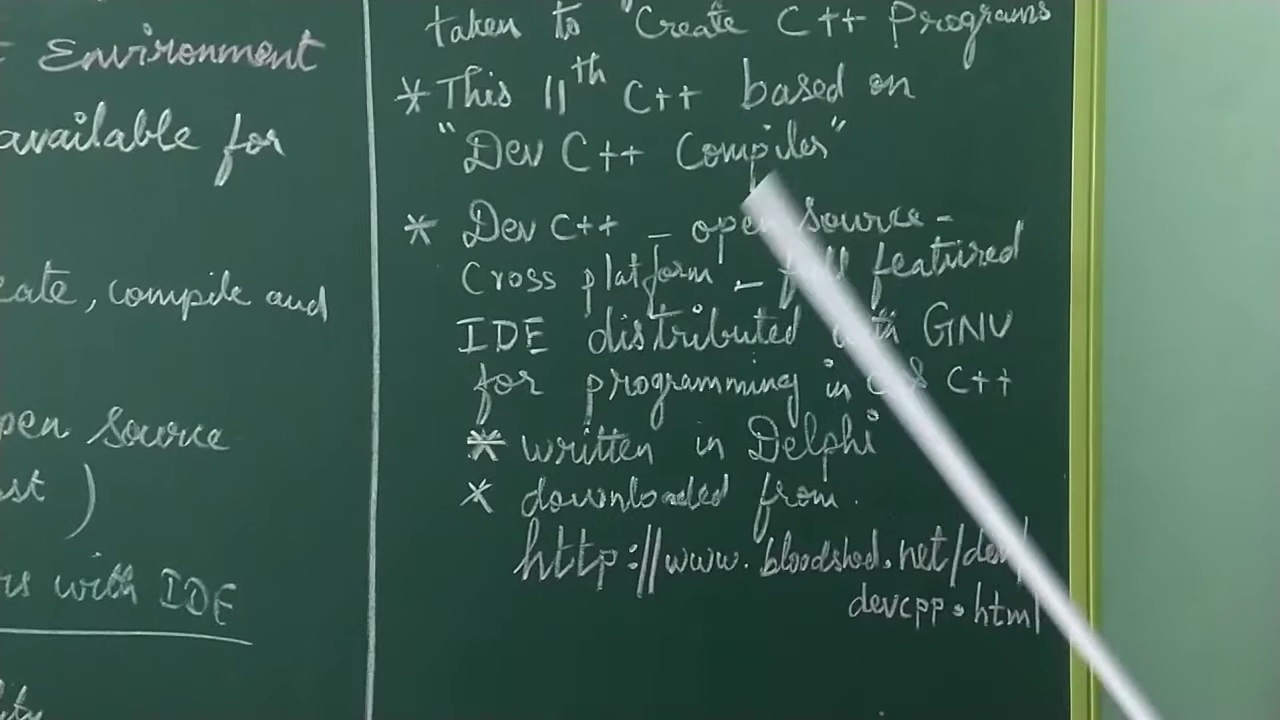 Environment
available for
eate, compile and
pen source
st )
rs with IDE
ity
taken to "Create C++ Programs
* This 11th C++ based on
"Dev C++ Compiler"
* Dev C++ - open source -
Cross platform - full featured
IDE distributed with GNU
for programming in C & C++
* written in Delphi
* downloaded from.
http://www.bloodshed.net/dev/
devcpp.html